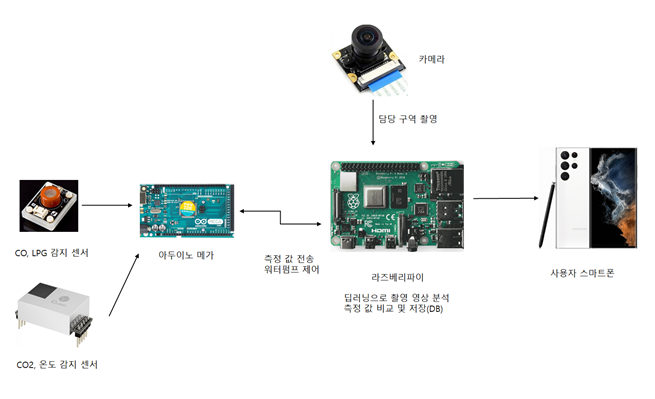 카메라
담당 구역 촬영
HDMI
CO, LPG 감지 센서
아두이노 메가
측정 값 전송
워터펌프 제어
라즈베리파이
사용자 스마트폰
딥러닝으로 촬영 영상 분석
측정 값 비교 및 저장(DB)
CO2, 온도 감지 센서